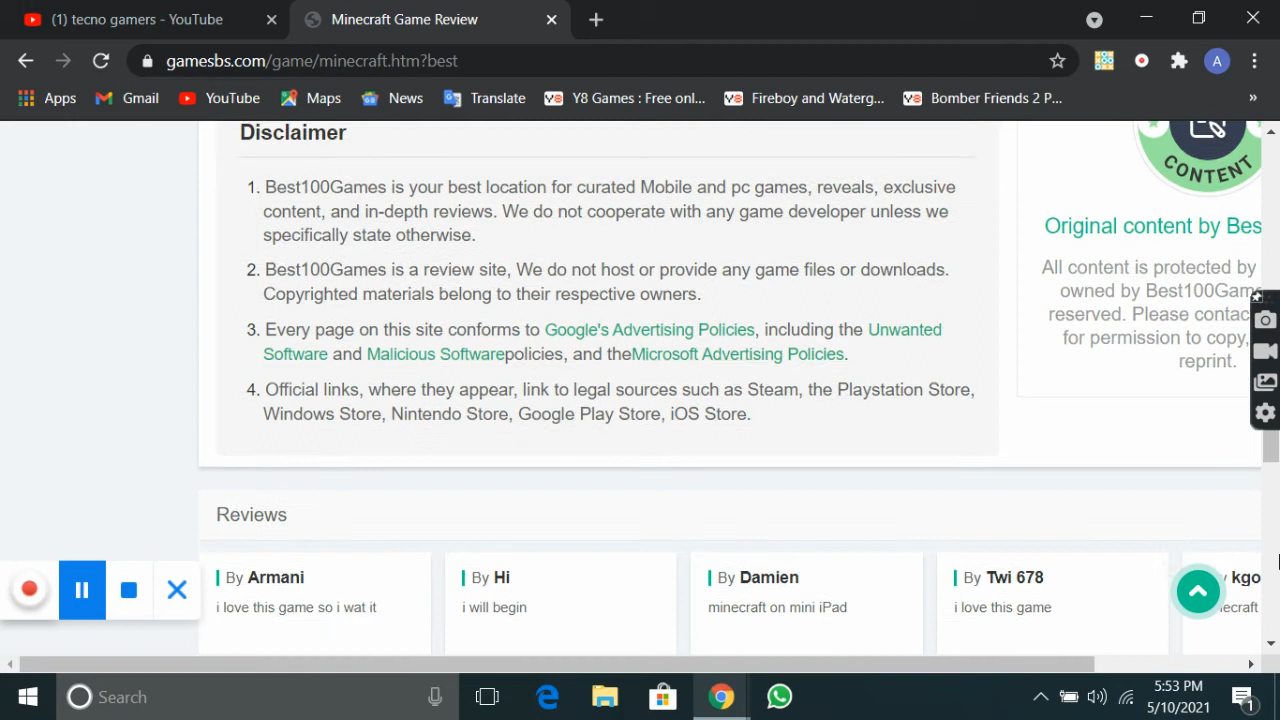 (1) tecno gamers - YouTube
Minecraft Game Review
gamesbs.com/game/minecraft.htm?best
A
Apps
Gmail
YouTube
Maps
News
Translate
Y8 Games : Free onl...
Fireboy and Waterg...
Bomber Friends 2 P...
»
Disclaimer
1. Best100Games is your best location for curated Mobile and pc games, reveals, exclusive
content, and in-depth reviews. We do not cooperate with any game developer unless we
specifically state otherwise.
2. Best100Games is a review site, We do not host or provide any game files or downloads.
Copyrighted materials belong to their respective owners.
3. Every page on this site conforms to Google's Advertising Policies, including the Unwanted
Software and Malicious Softwarepolicies, and theMicrosoft Advertising Policies.
4. Official links, where they appear, link to legal sources such as Steam, the Playstation Store,
Windows Store, Nintendo Store, Google Play Store, iOS Store.
CONTENT
Original content by Bes
All content is protected by
owned by Best100Gam
reserved. Please contac
for permission to copy,
reprint.
Reviews
By Armani
i love this game so i wat it
By Hi
i will begin
By Damien
minecraft on mini iPad
By Twi 678
i love this game
kgo
ecraft
Search
5:53 PM
5/10/2021
1